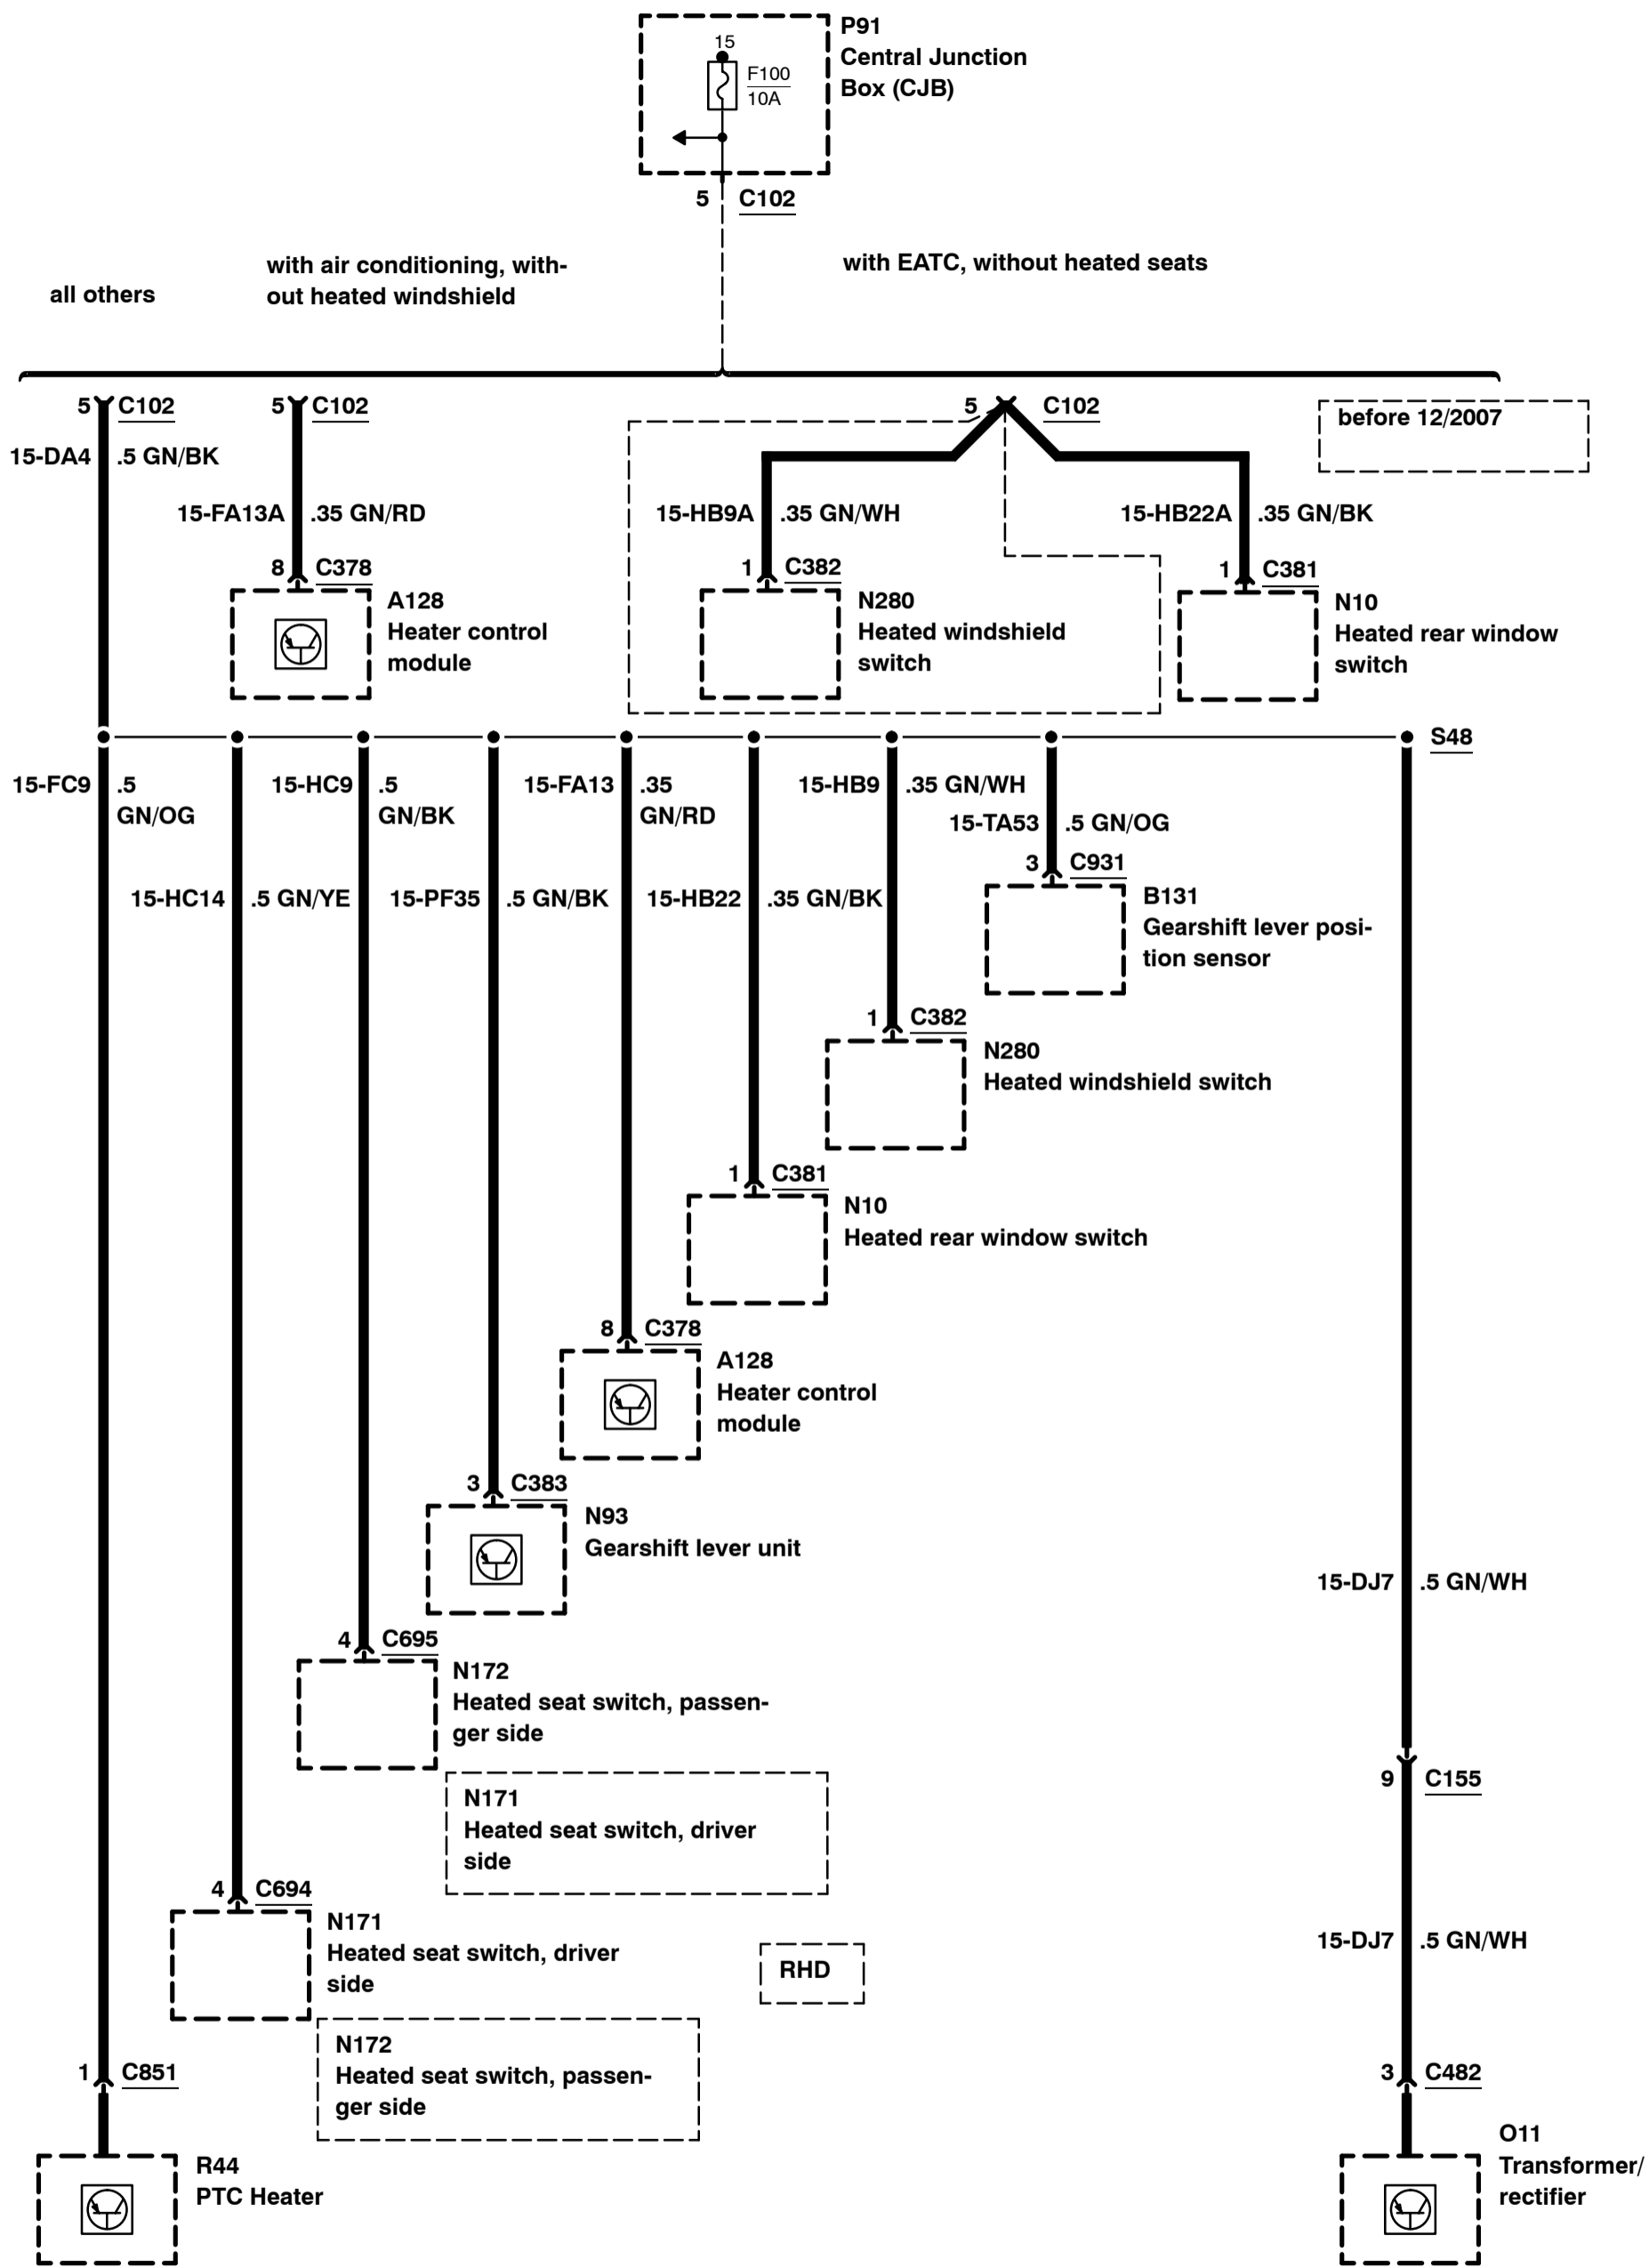 P91
Central Junction
Box (CJB)
15
F100
10A
5 C102
all others
with air conditioning, with-
out heated windshield
with EATC, without heated seats
5 C102
5 C102
5 C102
before 12/2007
15-DA4 .5 GN/BK
15-FA13A .35 GN/RD
15-HB9A .35 GN/WH
15-HB22A .35 GN/BK
8 C378
A128
Heater control
module
1 C382
N280
Heated windshield
switch
1 C381
N10
Heated rear window
switch
S48
15-FC9 .5
GN/OG
15-HC9 .5
GN/BK
15-FA13 .35
GN/RD
15-HB9 .35 GN/WH
15-TA53 .5 GN/OG
15-HC14 .5 GN/YE
15-PF35 .5 GN/BK
15-HB22 .35 GN/BK
3 C931
B131
Gearshift lever posi-
tion sensor
1 C382
N280
Heated windshield switch
1 C381
N10
Heated rear window switch
8 C378
A128
Heater control
module
3 C383
N93
Gearshift lever unit
15-DJ7 .5 GN/WH
4 C695
N172
Heated seat switch, passen-
ger side
N171
Heated seat switch, driver
side
9 C155
4 C694
N171
Heated seat switch, driver
side
RHD
15-DJ7 .5 GN/WH
N172
Heated seat switch, passen-
ger side
1 C851
R44
PTC Heater
3 C482
O11
Transformer/
rectifier